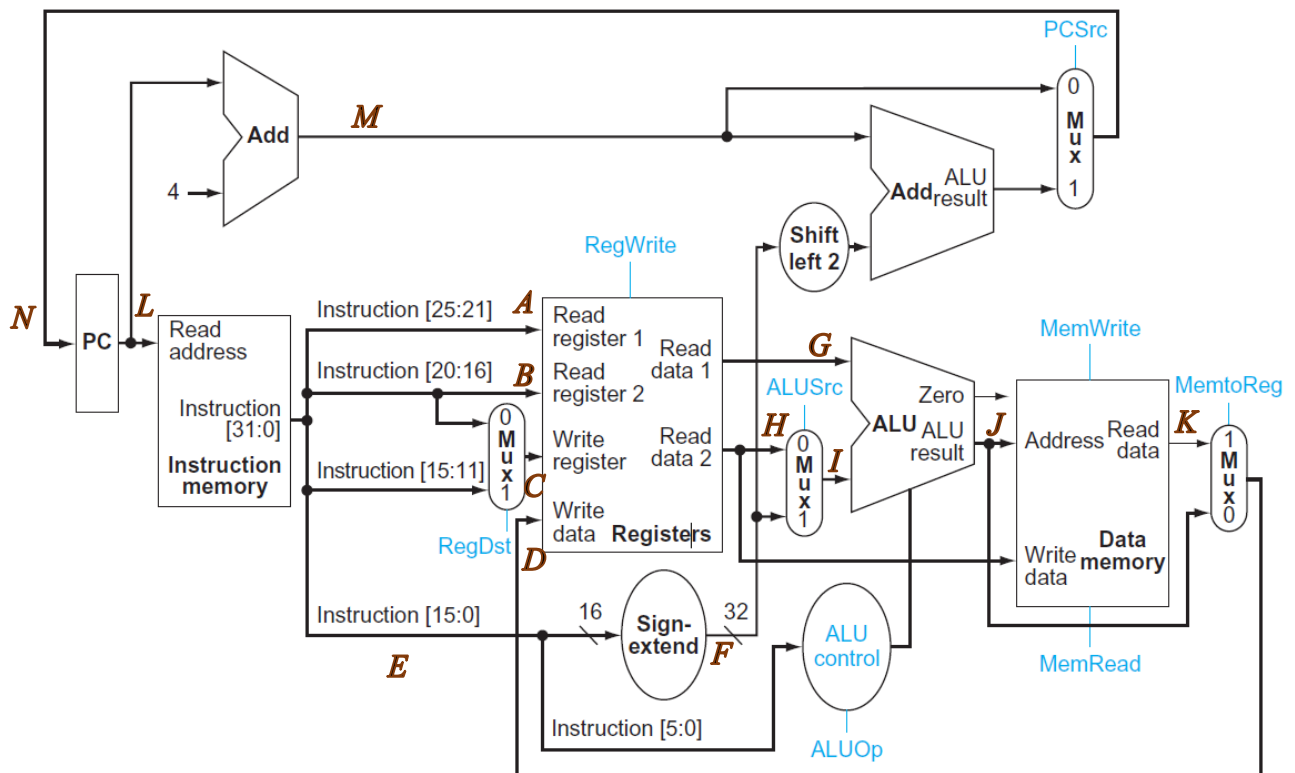 PCSrc
0
Mux
1
M
Add
4
Add
ALU
result
Shift
left 2
RegWrite
N
L
PC
Read
address
Instruction
[31:0]
Instruction
memory
Instruction [25:21]
A
Instruction [20:16]
B
0
Mux
1
Instruction [15:11]
C
RegDst
D
Read
register 1
Read
register 2
Write
register
Write
data
Registers
Read
data 1
Read
data 2
G
H
ALUSrc
0
Mux
1
I
Zero
ALU
ALU
result
J
MemWrite
Address
Read
data
Write
data
Data
memory
MemRead
K
MemtoReg
1
Mux
0
Instruction [15:0]
E
16
Sign-
extend
32
F
ALU
control
Instruction [5:0]
ALUOp